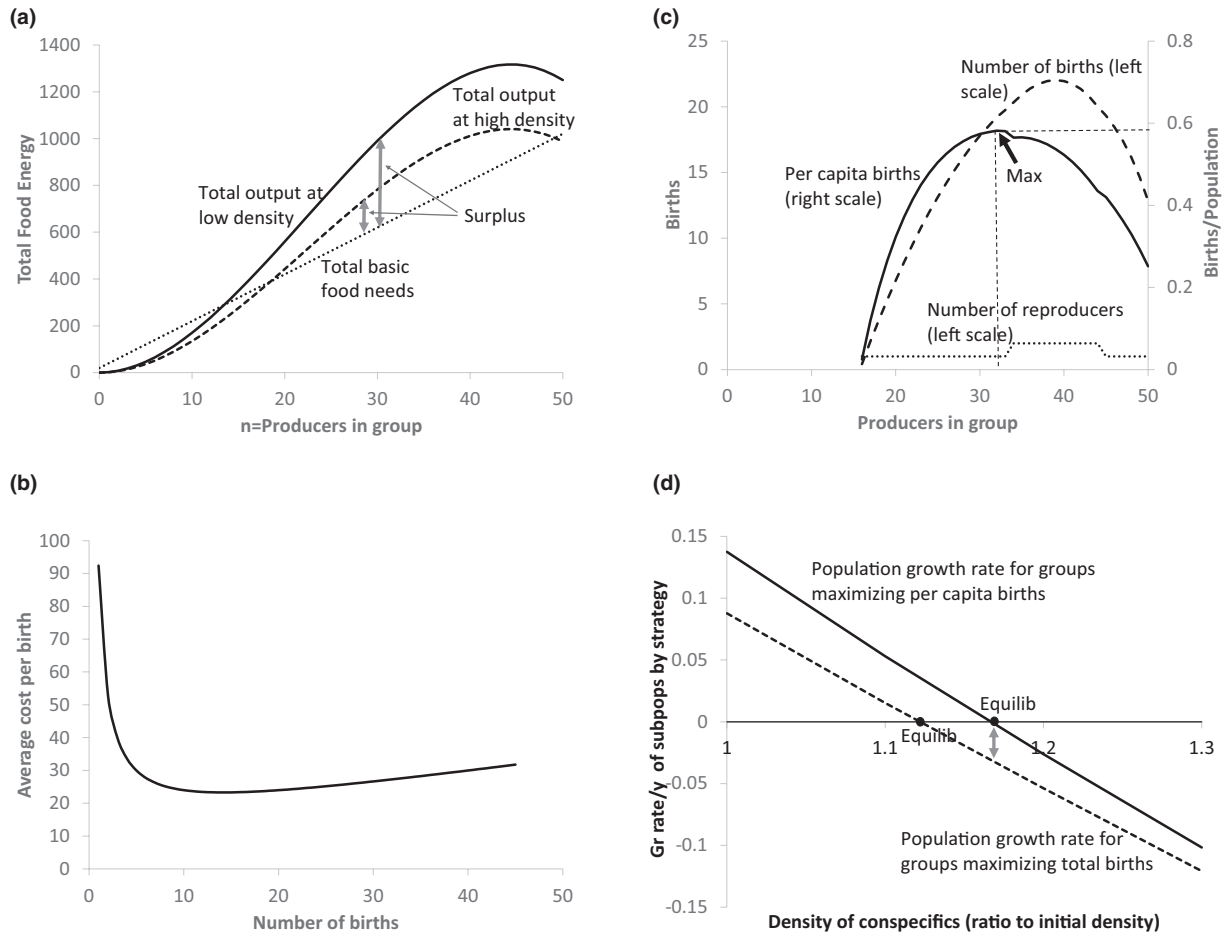 (a)
1400
1200
1000
800
600
400
200
0
Total Food Energy
Total output
at high density
Total output at
low density
Surplus
Total basic
food needs
0 10 20 30 40 50
n=Producers in group
(c)
25
20
15
10
5
0
Births
0.8
0.6
0.4
0.2
0
Births/Population
Number of births (left
scale)
Per capita births
(right scale)
Max
Number of reproducers
(left scale)
0 10 20 30 40 50
Producers in group
(b)
100
90
80
70
60
50
40
30
20
10
0
Average cost per birth
0 10 20 30 40 50
Number of births
(d)
0.15
0.1
0.05
0
-0.05
-0.1
-0.15
Gr rate/y of subpops by strategy
Population growth rate for groups
maximizing per capita births
Equilib
Equilib
1 1.1 1.2 1.3
Population growth rate for
groups maximizing total births
Density of conspecifics (ratio to initial density)